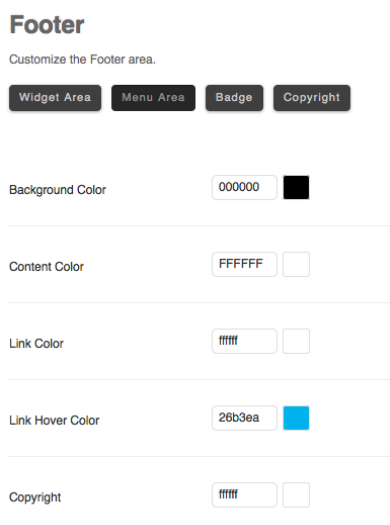 Footer
Customize the Footer area.
Widget Area Menu Area Badge Copyright
Background Color 000000
Content Color FFFFFF
Link Color ffffff
Link Hover Color 26b3ea
Copyright ffffff